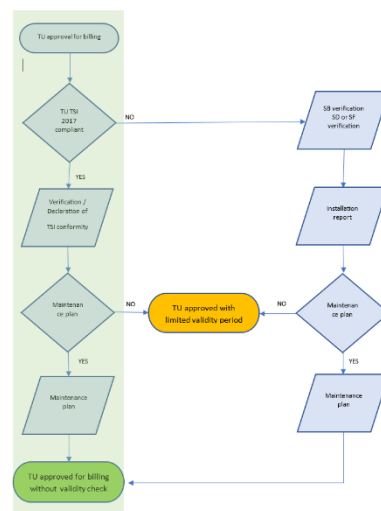 TU approval for billing
TU TSI
2017
compliant
NO
SB verification
SD or SF
verification
YES
Verification /
Declaration of
TSI conformity
Installation
report
Maintenan
ce plan
NO
TU approved with
limited validity period
NO
Maintenan
ce plan
YES
YES
Maintenance
plan
Maintenance
plan
TU approved for billing
without validity check